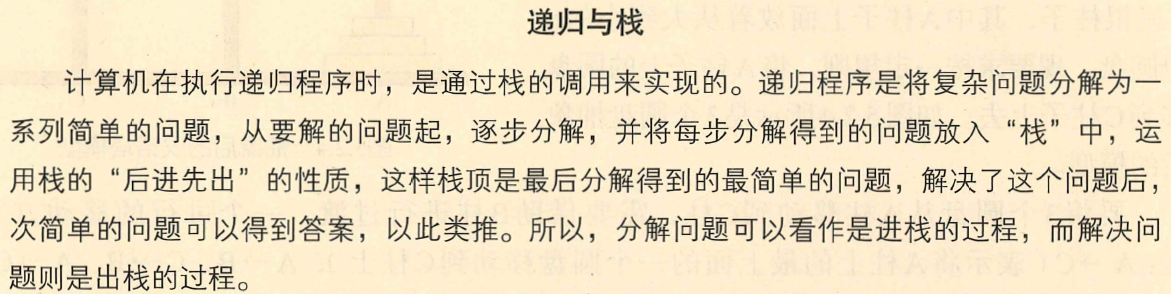 递归与栈
计算机在执行递归程序时，是通过栈的调用来实现的。递归程序是将复杂问题分解为一
系列简单的问题，从要解的问题起，逐步分解，并将每步分解得到的问题放入“栈”中，运
用栈的“后进先出”的性质，这样栈顶是最后分解得到的最简单的问题，解决了这个问题后，
次简单的问题可以得到答案，以此类推。所以，分解问题可以看作是进栈的过程，而解决问
题则是出栈的过程。